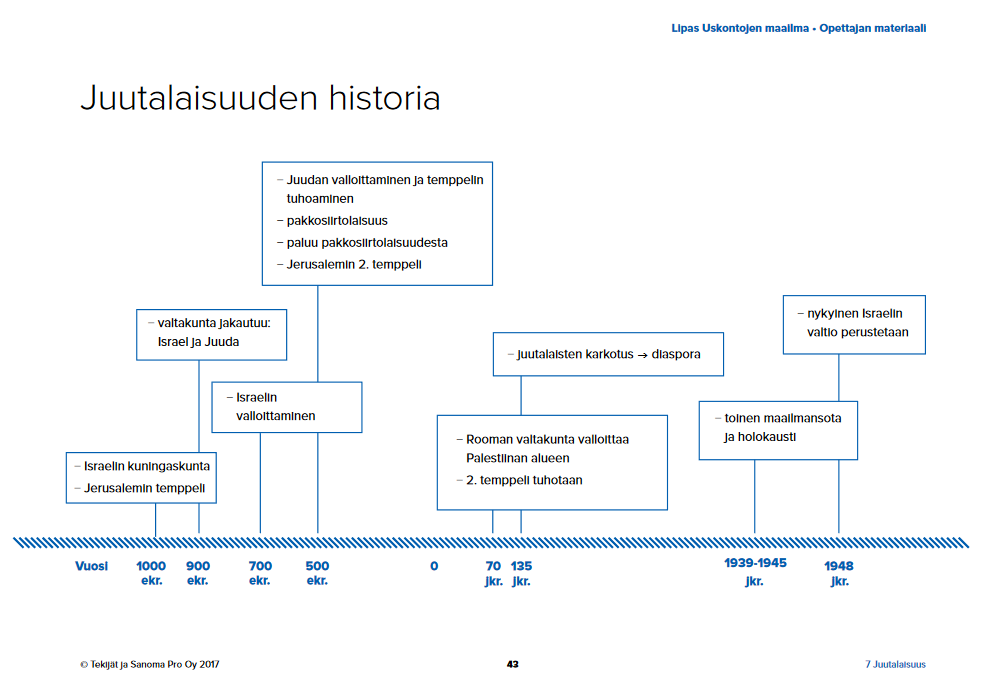 Lipas Uskontojen maailma • Opettajan materiaali
Juutalaisuuden historia
– Juudan valloittaminen ja temppelin
tuhoaminen
– pakkosiirtolaisuus
– paluu pakkosiirtolaisuudesta
– Jerusalemin 2. temppeli
– valtakunta jakautuu:
Israel ja Juuda
– Israelin
valloittaminen
– Israelin kuningaskunta
– Jerusalemin temppeli
– juutalaisten karkotus → diaspora
– Rooman valtakunta valloittaa
Palestiinan alueen
– 2. temppeli tuhotaan
– nykyinen Israelin
valtio perustetaan
– toinen maailmansota
ja holokausti
Vuosi
1000
ekr.
900
ekr.
700
ekr.
500
ekr.
0
70
jkr.
135
jkr.
1939-1945
jkr.
1948
jkr.
© Tekijät ja Sanoma Pro Oy 2017
43
7 Juutalaisuus